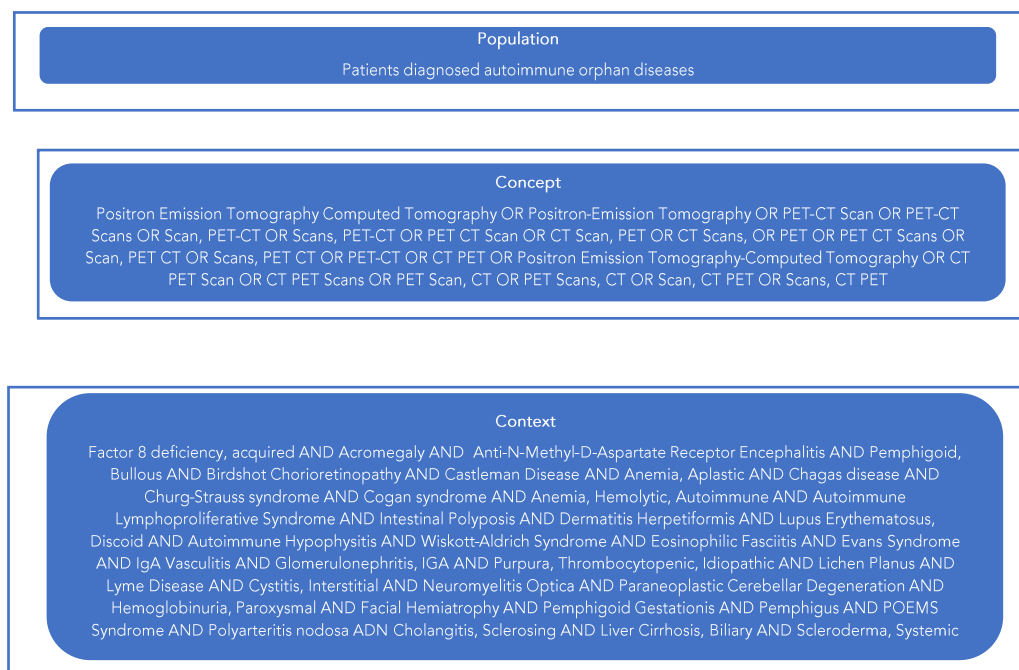 Population
Patients diagnosed autoimmune orphan diseases
Concept
Positron Emission Tomography Computed Tomography OR Positron-Emission Tomography OR PET-CT Scan OR PET-CT
Scans OR Scan, PET-CT OR Scans, PET-CT OR PET CT Scan OR CT Scan, PET OR CT Scans, OR PET OR PET CT Scans OR
Scan, PET CT OR Scans, PET CT OR PET-CT OR CT PET OR Positron Emission Tomography-Computed Tomography OR CT
PET Scan OR CT PET Scans OR PET Scan, CT OR PET Scans, CT OR Scan, CT PET OR Scans, CT PET
Context
Factor 8 deficiency, acquired AND Acromegaly AND Anti-N-Methyl-D-Aspartate Receptor Encephalitis AND Pemphigoid,
Bullous AND Birdshot Chorioretinopathy AND Castleman Disease AND Anemia, Aplastic AND Chagas disease AND
Churg-Strauss syndrome AND Cogan syndrome AND Anemia, Hemolytic, Autoimmune AND Autoimmune
Lymphoproliferative Syndrome AND Intestinal Polyposis AND Dermatitis Herpetiformis AND Lupus Erythematosus,
Discoid AND Autoimmune Hypophysitis AND Wiskott-Aldrich Syndrome AND Eosinophilic Fasciitis AND Evans Syndrome
AND IgA Vasculitis AND Glomerulonephritis, IGA AND Purpura, Thrombocytopenic, Idiopathic AND Lichen Planus AND
Lyme Disease AND Cystitis, Interstitial AND Neuromyelitis Optica AND Paraneoplastic Cerebellar Degeneration AND
Hemoglobinuria, Paroxysmal AND Facial Hemiatrophy AND Pemphigoid Gestationis AND Pemphigus AND POEMS
Syndrome AND Polyarteritis nodosa ADN Cholangitis, Sclerosing AND Liver Cirrhosis, Biliary AND Scleroderma, Systemic